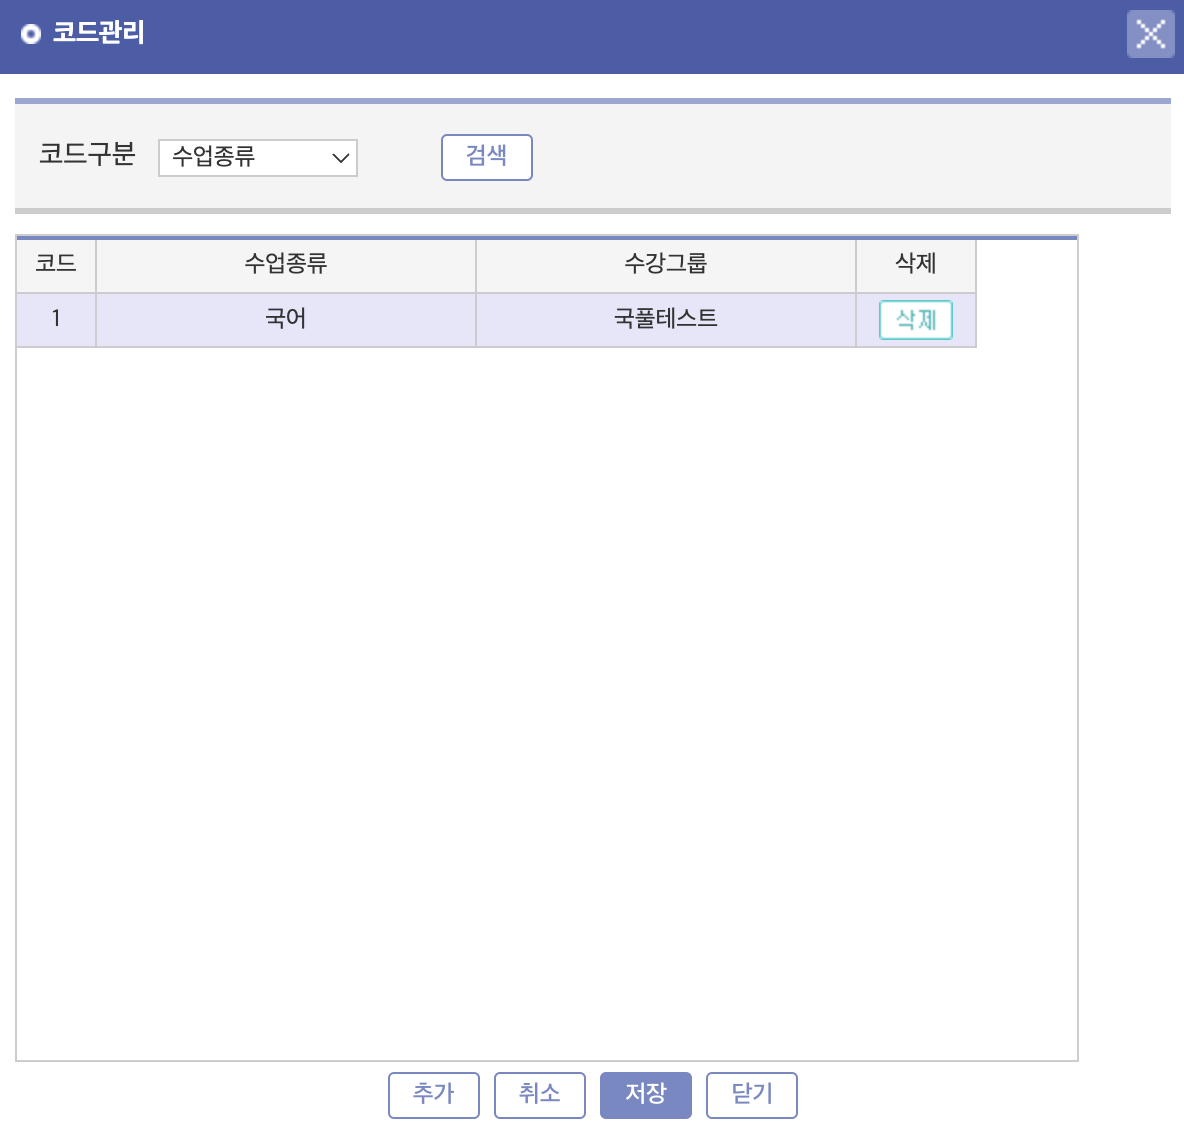 코드관리
코드구분 수업종류 검색
코드 수업종류 수강그룹 삭제
1 국어 국풀테스트 삭제
추가 취소 저장 닫기